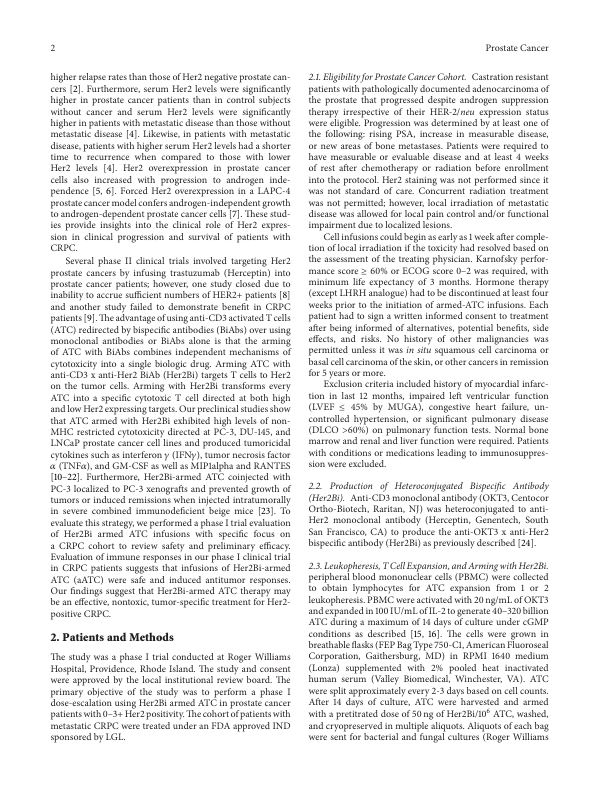 2
Prostate Cancer
higher relapse rates than those of Her2 negative prostate can-
cers [2]. Furthermore, serum Her2 levels were significantly
higher in prostate cancer patients than in control subjects
without cancer and serum Her2 levels were significantly
higher in patients with metastatic disease than those without
metastatic disease [4]. Likewise, in patients with metastatic
disease, patients with higher serum Her2 levels had a shorter
time to recurrence when compared to those with lower
Her2 levels [4]. Her2 overexpression in prostate cancer
cells also increased with progression to androgen inde-
pendence [5, 6]. Forced Her2 overexpression in a LAPC-4
prostate cancer model confers androgen-independent growth
to androgen-dependent prostate cancer cells [7]. These stud-
ies provide insights into the clinical role of Her2 expres-
sion in clinical progression and survival of patients with
CRPC.
Several phase II clinical trials involved targeting Her2
prostate cancers by infusing trastuzumab (Herceptin) into
prostate cancer patients; however, one study closed due to
inability to accrue sufficient numbers of HER2+ patients [8]
and another study failed to demonstrate benefit in CRPC
patients [9]. The advantage of using anti-CD3 activated T cells
(ATC) redirected by bispecific antibodies (BiAbs) over using
monoclonal antibodies or BiAbs alone is that the arming
of ATC with BiAbs combines independent mechanisms of
cytotoxicity into a single biologic drug. Arming ATC with
anti-CD3 x anti-Her2 BiAb (Her2Bi) targets T cells to Her2
on the tumor cells. Arming with Her2Bi transforms every
ATC into a specific cytotoxic T cell directed at both high
and low Her2 expressing targets. Our preclinical studies show
that ATC armed with Her2Bi exhibited high levels of non-
MHC restricted cytotoxicity directed at PC-3, DU-145, and
LNCaP prostate cancer cell lines and produced tumoricidal
cytokines such as interferon γ (IFNγ), tumor necrosis factor
α (TNFα), and GM-CSF as well as MIP1alpha and RANTES
[10–22]. Furthermore, Her2Bi-armed ATC coinjected with
PC-3 localized to PC-3 xenografts and prevented growth of
tumors or induced remissions when injected intratumorally
in severe combined immunodeficient beige mice [23]. To
evaluate this strategy, we performed a phase I trial evaluation
of Her2Bi armed ATC infusions with specific focus on
a CRPC cohort to review safety and preliminary efficacy.
Evaluation of immune responses in our phase I clinical trial
in CRPC patients suggests that infusions of Her2Bi-armed
ATC (aATC) were safe and induced antitumor responses.
Our findings suggest that Her2Bi-armed ATC therapy may
be an effective, nontoxic, tumor-specific treatment for Her2-
positive CRPC.
2. Patients and Methods
The study was a phase I trial conducted at Roger Williams
Hospital, Providence, Rhode Island. The study and consent
were approved by the local institutional review board. The
primary objective of the study was to perform a phase I
dose-escalation using Her2Bi armed ATC in prostate cancer
patients with 0–3+ Her2 positivity. The cohort of patients with
metastatic CRPC were treated under an FDA approved IND
sponsored by LGL.
2.1. Eligibility for Prostate Cancer Cohort. Castration resistant
patients with pathologically documented adenocarcinoma of
the prostate that progressed despite androgen suppression
therapy irrespective of their HER-2/neu expression status
were eligible. Progression was determined by at least one of
the following: rising PSA, increase in measurable disease,
or new areas of bone metastases. Patients were required to
have measurable or evaluable disease and at least 4 weeks
of rest after chemotherapy or radiation before enrollment
into the protocol. Her2 staining was not performed since it
was not standard of care. Concurrent radiation treatment
was not permitted; however, local irradiation of metastatic
disease was allowed for local pain control and/or functional
impairment due to localized lesions.
Cell infusions could begin as early as 1 week after comple-
tion of local irradiation if the toxicity had resolved based on
the assessment of the treating physician. Karnofsky perfor-
mance score ≥ 60% or ECOG score 0–2 was required, with
minimum life expectancy of 3 months. Hormone therapy
(except LHRH analogue) had to be discontinued at least four
weeks prior to the initiation of armed-ATC infusions. Each
patient had to sign a written informed consent to treatment
after being informed of alternatives, potential benefits, side
effects, and risks. No history of other malignancies was
permitted unless it was in situ squamous cell carcinoma or
basal cell carcinoma of the skin, or other cancers in remission
for 5 years or more.
Exclusion criteria included history of myocardial infarc-
tion in last 12 months, impaired left ventricular function
(LVEF ≤ 45% by MUGA), congestive heart failure, un-
controlled hypertension, or significant pulmonary disease
(DLCO >60%) on pulmonary function tests. Normal bone
marrow and renal and liver function were required. Patients
with conditions or medications leading to immunosuppres-
sion were excluded.
2.2. Production of Heteroconjugated Bispecific Antibody
(Her2Bi). Anti-CD3 monoclonal antibody (OKT3, Centocor
Ortho-Biotech, Raritan, NJ) was heteroconjugated to anti-
Her2 monoclonal antibody (Herceptin, Genentech, South
San Francisco, CA) to produce the anti-OKT3 x anti-Her2
bispecific antibody (Her2Bi) as previously described [24].
2.3. Leukopheresis, T Cell Expansion, and Arming with Her2Bi.
peripheral blood mononuclear cells (PBMC) were collected
to obtain lymphocytes for ATC expansion from 1 or 2
leukopheresis. PBMC were activated with 20 ng/mL of OKT3
and expanded in 100 IU/mL of IL-2 to generate 40–320 billion
ATC during a maximum of 14 days of culture under cGMP
conditions as described [15, 16]. The cells were grown in
breathable flasks (FEP Bag Type 750-C1, American Fluoroseal
Corporation, Gaithersburg, MD) in RPMI 1640 medium
(Lonza) supplemented with 2% pooled heat inactivated
human serum (Valley Biomedical, Winchester, VA). ATC
were split approximately every 2-3 days based on cell counts.
After 14 days of culture, ATC were harvested and armed
with a pretitrated dose of 50 ng of Her2Bi/10⁶ ATC, washed,
and cryopreserved in multiple aliquots. Aliquots of each bag
were sent for bacterial and fungal cultures (Roger Williams